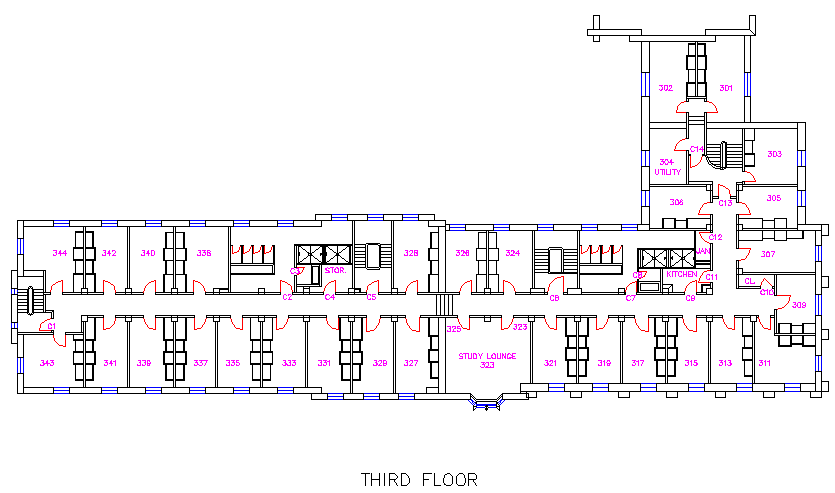 302 301
C14
303
304
UTILITY
306 C13 305
C12
344 342 340 338 328 326 324 JAN 307
C3 STOR. C8 KITCHEN C11 CL.
C2 C4 C5 C6 C7 C9 C10
309
C1
325 323
343 341 339 337 335 333 331 329 327 STUDY LOUNGE 321 319 317 315 313 311
323
THIRD FLOOR